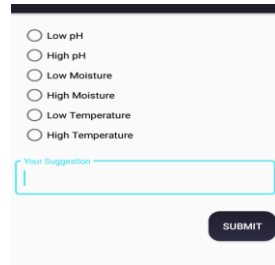 Low pH
High pH
Low Moisture
High Moisture
Low Temperature
High Temperature
Your Suggestion
SUBMIT